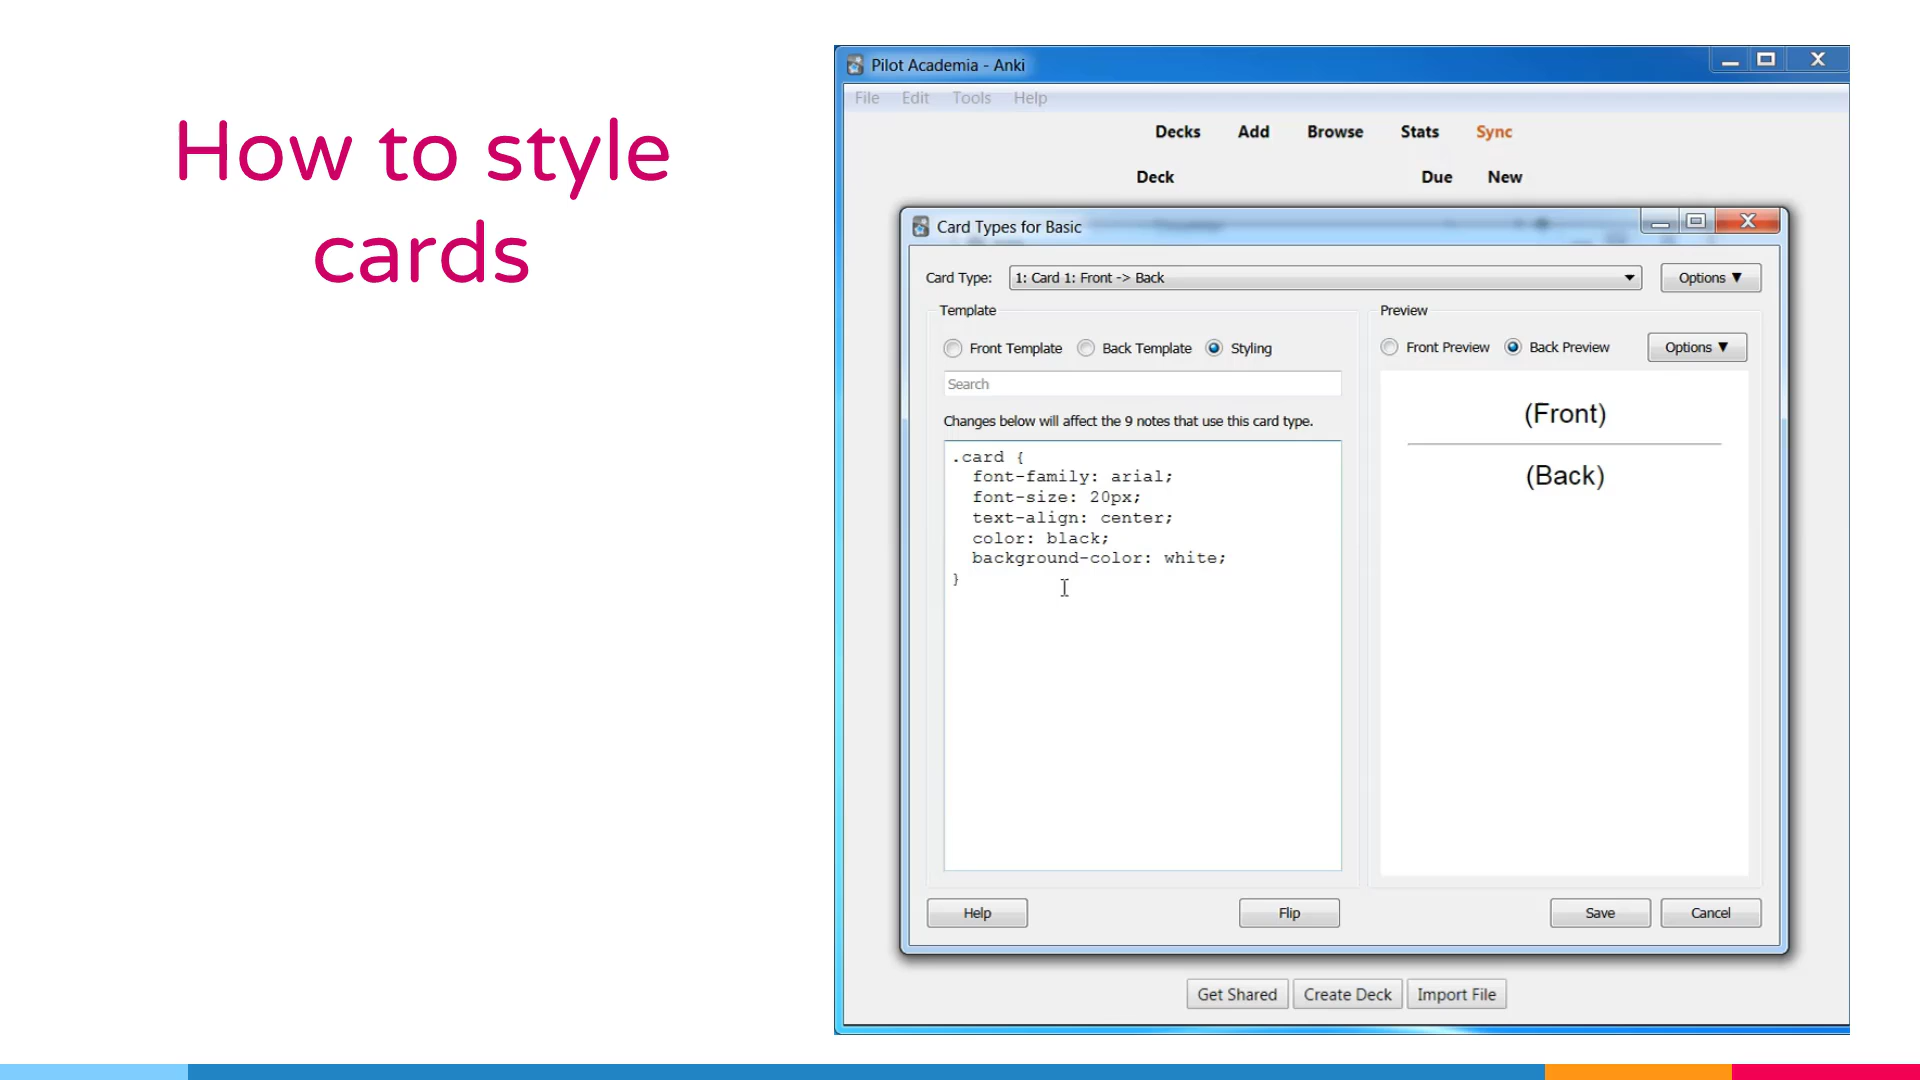 How to style
cards
Pilot Academia - Anki
File Edit Tools Help
Decks Add Browse Stats Sync
Deck Due New
Card Types for Basic
Card Type: 1: Card 1: Front -> Back Options ▼
Template
Front Template Back Template Styling
Search
Changes below will affect the 9 notes that use this card type.
.card {
  font-family: arial;
  font-size: 20px;
  text-align: center;
  color: black;
  background-color: white;
}
Preview
Front Preview Back Preview Options ▼
(Front)
(Back)
Help Flip Save Cancel
Get Shared Create Deck Import File